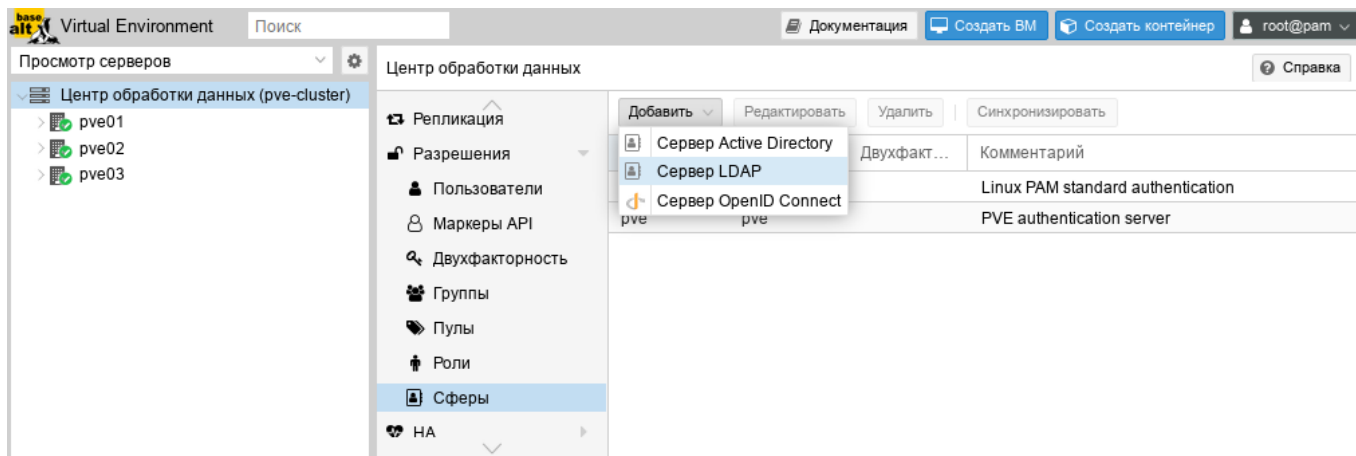 base alt Virtual Environment Поиск Документация Создать ВМ Создать контейнер root@pam
Просмотр серверов Центр обработки данных Справка
Центр обработки данных (pve-cluster)
pve01
pve02
pve03
Репликация
Разрешения
Пользователи
Маркеры API
Двухфакторность
Группы
Пулы
Роли
Сферы
HA
Добавить Редактировать Удалить Синхронизировать
Сервер Active Directory
Сервер LDAP
Сервер OpenID Connect
Двухфакт... Комментарий
Linux PAM standard authentication
pve pve PVE authentication server